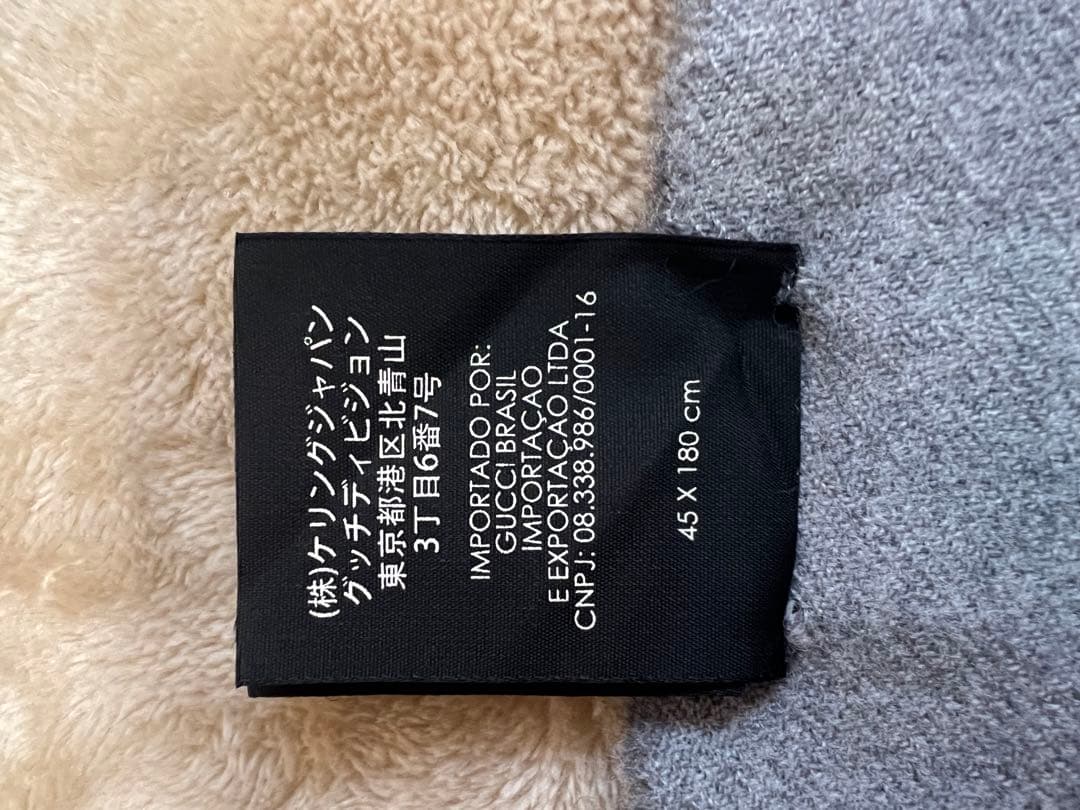 (株)ケリングジャパン
グッチディビジョン
東京都港区北青山
3丁目6番7号
IMPORTADO POR:
GUCCI BRASIL
IMPORTAÇAO
E EXPORTAÇAO LTDA
CNPJ: 08.338.986/0001-16
45 X 180 cm